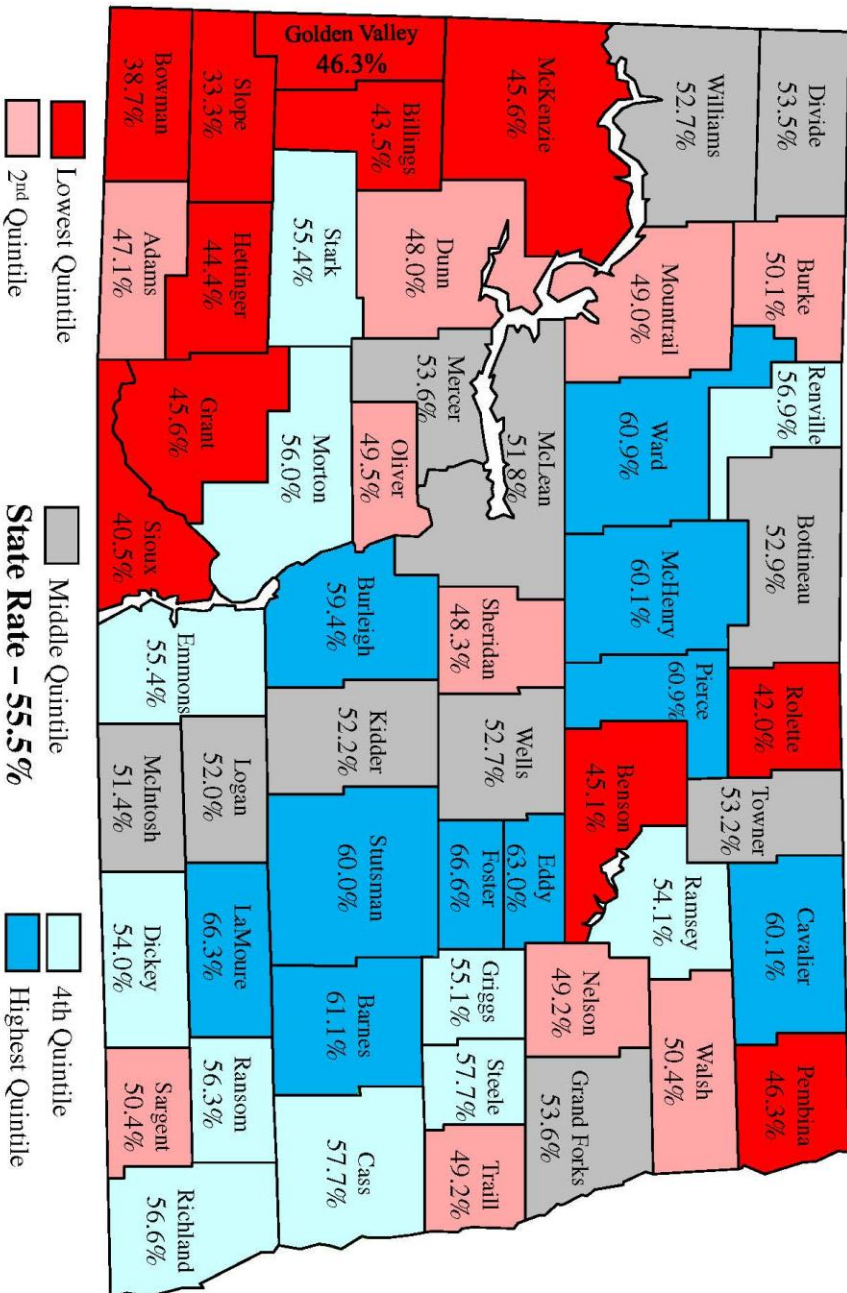 Divide
53.5%
Burke
50.1%
Renville
56.9%
Bottineau
52.9%
Rolette
42.0%
Towner
53.2%
Cavalier
60.1%
Pembina
46.3%
Williams
52.7%
Mountrail
49.0%
Ward
60.9%
McHenry
60.1%
Pierce
60.9%
Benson
45.1%
Ramsey
54.1%
Walsh
50.4%
McKenzie
45.6%
Dunn
48.0%
Mercer
53.6%
McLean
51.8%
Sheridan
48.3%
Wells
52.7%
Eddy
63.0%
Foster
66.6%
Nelson
49.2%
Grand Forks
53.6%
Griggs
55.1%
Steele
57.7%
Traill
49.2%
Golden Valley
46.3%
Billings
43.5%
Stark
55.4%
Oliver
49.5%
Morton
56.0%
Burleigh
59.4%
Kidder
52.2%
Stutsman
60.0%
Barnes
61.1%
Cass
57.7%
Slope
33.3%
Hettinger
44.4%
Grant
45.6%
Bowman
38.7%
Adams
47.1%
Sioux
40.5%
Emmons
55.4%
Logan
52.0%
McIntosh
51.4%
LaMoure
66.3%
Dickey
54.0%
Ransom
56.3%
Sargent
50.4%
Richland
56.6%
Lowest Quintile
2nd Quintile
Middle Quintile
State Rate – 55.5%
4th Quintile
Highest Quintile